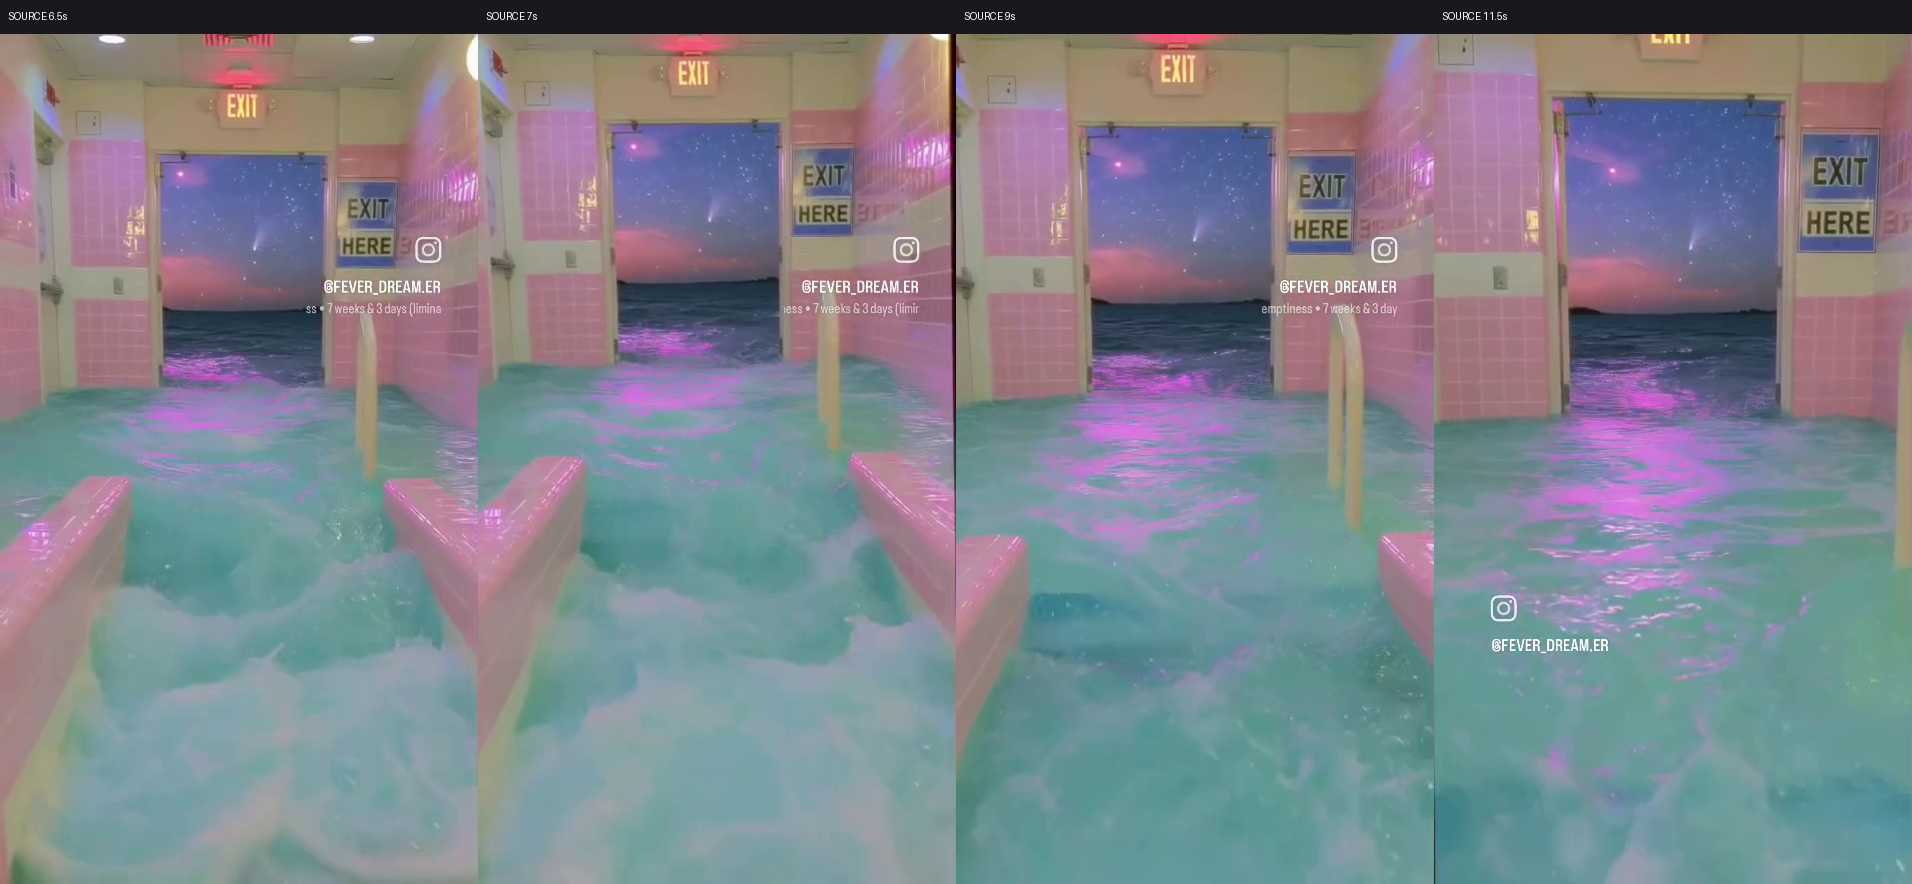 SOURCE 6.5s
EXIT
EXIT
HERE
@FEVER_DREAM.ER
ss • 7 weeks & 3 days (limina
SOURCE 7s
EXIT
EXIT
HERE
@FEVER_DREAM.ER
ess • 7 weeks & 3 days (limir
SOURCE 9s
EXIT
EXIT
HERE
@FEVER_DREAM.ER
emptiness • 7 weeks & 3 day
SOURCE 11.5s
EXIT
EXIT
HERE
@FEVER_DREAM.ER